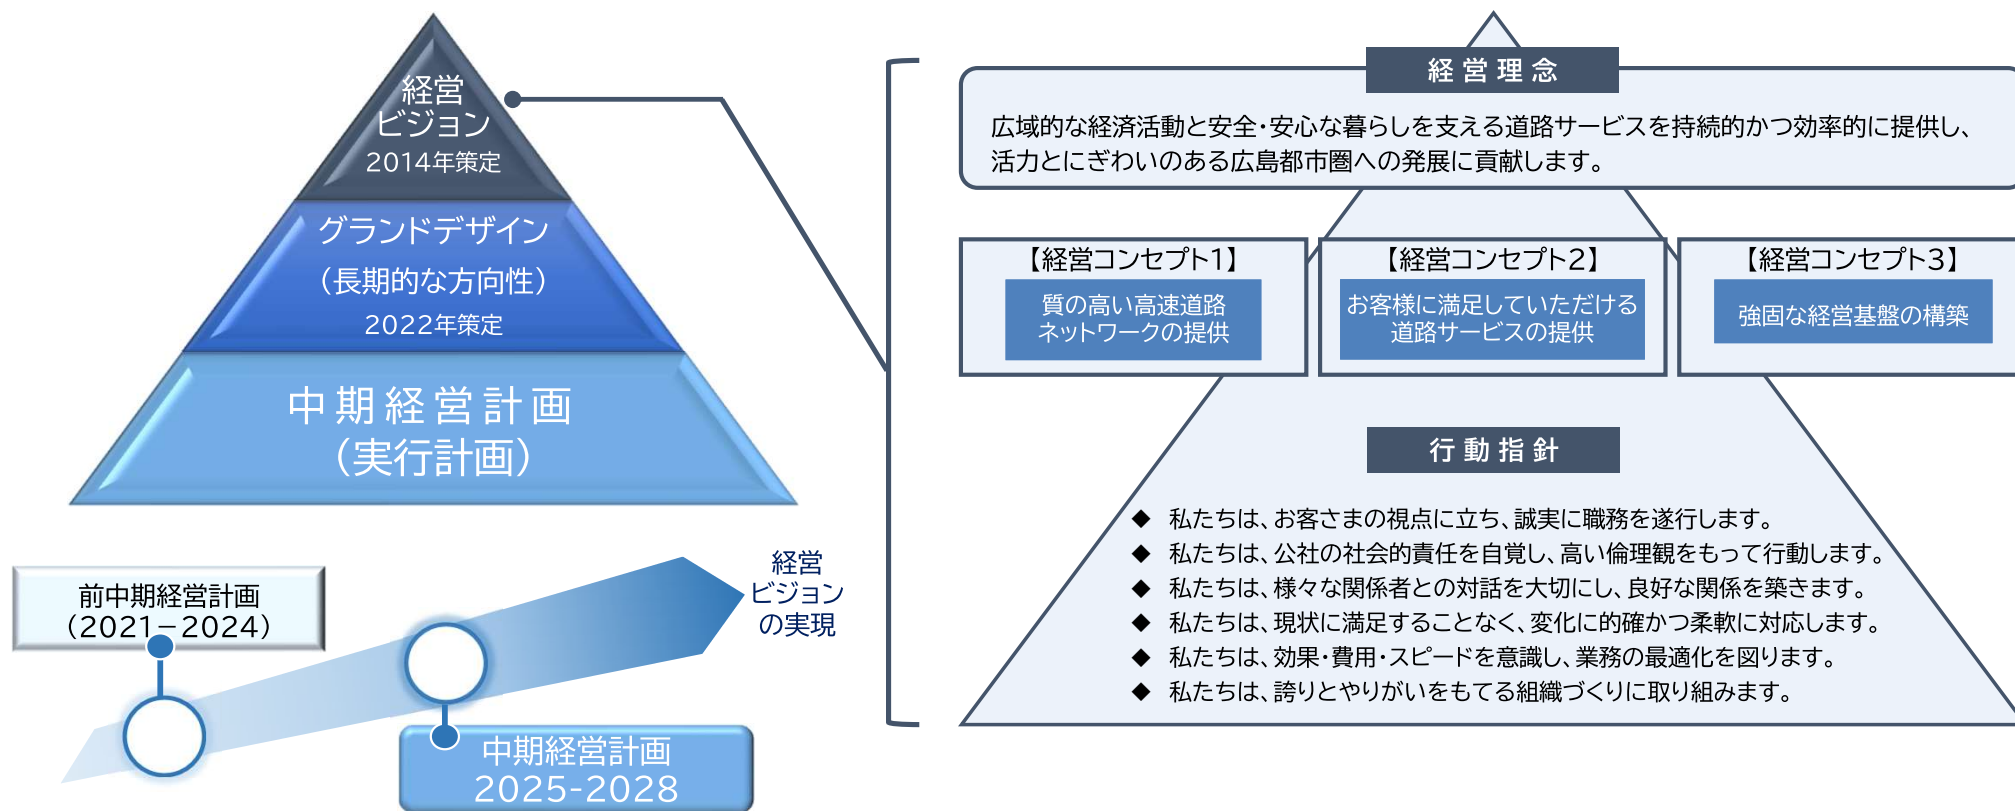 経営
ビジョン
2014年策定
グランドデザイン
（長期的な方向性）
2022年策定
中期経営計画
（実行計画）
前中期経営計画
（2021－2024）
中期経営計画
2025-2028
経営
ビジョン
の実現
経営理念
広域的な経済活動と安全・安心な暮らしを支える道路サービスを持続的かつ効率的に提供し、
活力とにぎわいのある広島都市圏への発展に貢献します。
【経営コンセプト1】
質の高い高速道路
ネットワークの提供
【経営コンセプト2】
お客様に満足していただける
道路サービスの提供
【経営コンセプト3】
強固な経営基盤の構築
行動指針
◆ 私たちは、お客さまの視点に立ち、誠実に職務を遂行します。
◆ 私たちは、公社の社会的責任を自覚し、高い倫理観をもって行動します。
◆ 私たちは、様々な関係者との対話を大切にし、良好な関係を築きます。
◆ 私たちは、現状に満足することなく、変化に的確かつ柔軟に対応します。
◆ 私たちは、効果・費用・スピードを意識し、業務の最適化を図ります。
◆ 私たちは、誇りとやりがいをもてる組織づくりに取り組みます。